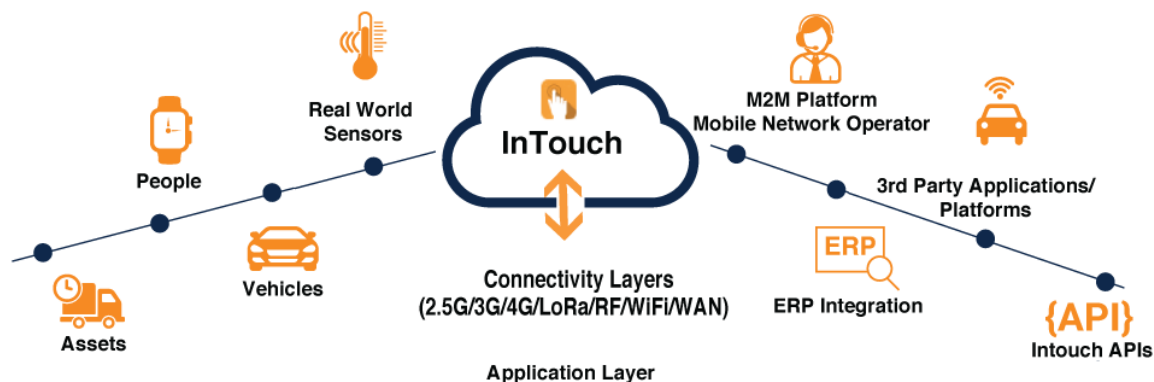 Real World
Sensors
People
Vehicles
Assets
InTouch
Connectivity Layers
(2.5G/3G/4G/LoRa/RF/WiFi/WAN)
Application Layer
M2M Platform
Mobile Network Operator
3rd Party Applications/
Platforms
ERP
ERP Integration
{API}
Intouch APIs